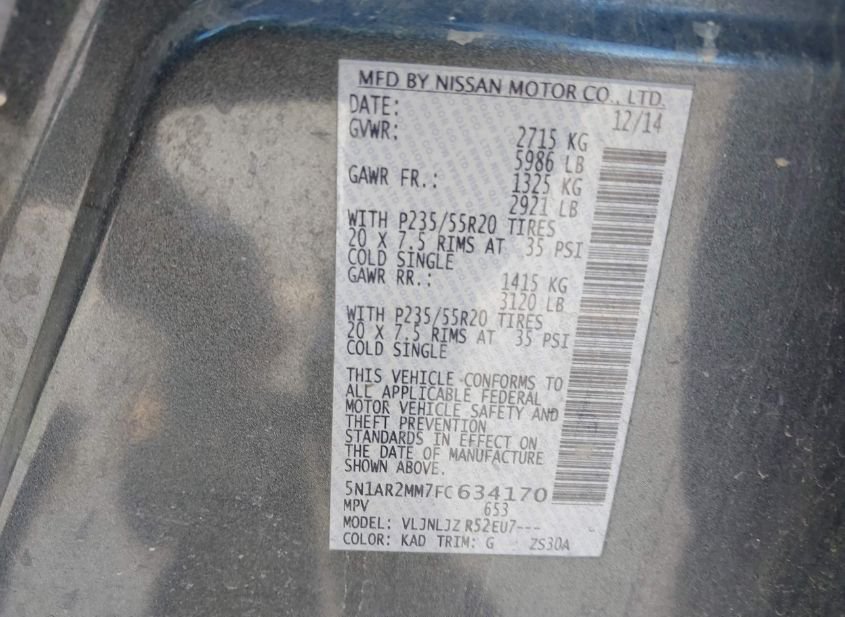 MFD BY NISSAN MOTOR CO., LTD.
DATE: 12/14
GVWR: 2715 KG
5986 LB
GAWR FR.: 1325 KG
2921 LB
WITH P235/55R20 TIRES
20 X 7.5 RIMS AT 35 PSI
COLD SINGLE
GAWR RR.: 1415 KG
3120 LB
WITH P235/55R20 TIRES
20 X 7.5 RIMS AT 35 PSI
COLD SINGLE
THIS VEHICLE CONFORMS TO
ALL APPLICABLE FEDERAL
MOTOR VEHICLE SAFETY AND
THEFT PREVENTION
STANDARDS IN EFFECT ON
THE DATE OF MANUFACTURE
SHOWN ABOVE.
5N1AR2MM7FC634170
MPV 653
MODEL: VLJNLJZ R52EU7---
COLOR: KAD TRIM: G ZS30A